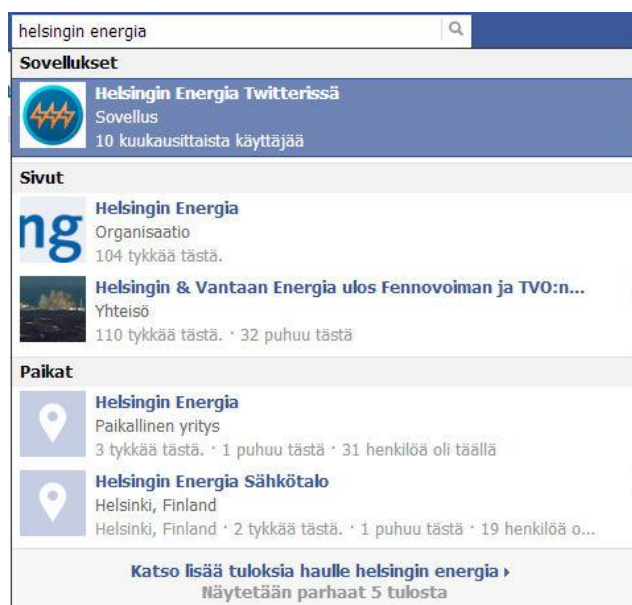 helsingin energia
Sovellukset
Helsingin Energia Twitterissä
Sovellus
10 kuukausittaista käyttäjää
Sivut
ng
Helsingin Energia
Organisaatio
104 tykkää tästä.
Helsingin & Vantaan Energia ulos Fennovoiman ja TVO:n...
Yhteisö
110 tykkää tästä. · 32 puhuu tästä
Paikat
Helsingin Energia
Paikallinen yritys
3 tykkää tästä. · 1 puhuu tästä · 31 henkilöä oli täällä
Helsingin Energia Sähkötalo
Helsinki, Finland
Helsinki, Finland · 2 tykkää tästä. · 1 puhuu tästä · 19 henkilöä o...
Katso lisää tuloksia haulle helsingin energia ▸
Näytetään parhaat 5 tulosta